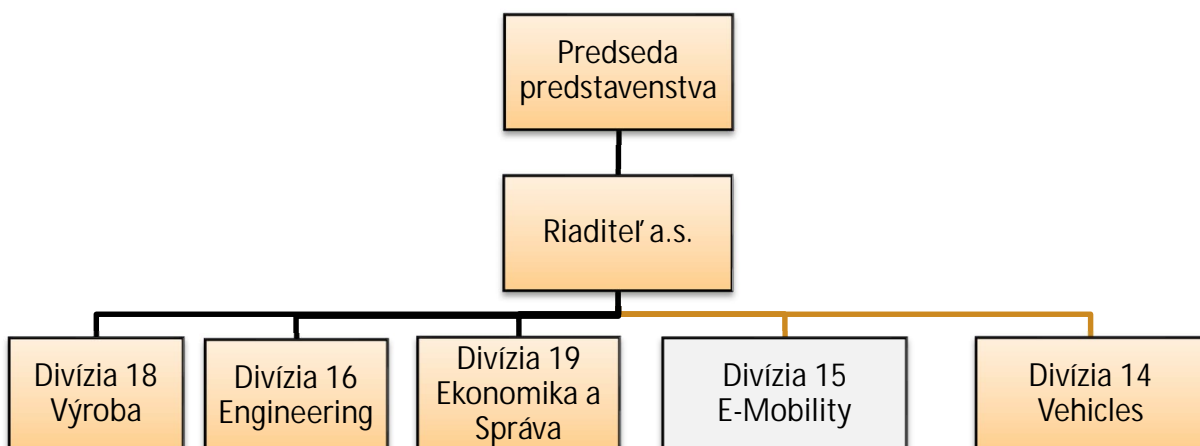 Predseda
predstavenstva
Riaditeľ a.s.
Divízia 18
Výroba
Divízia 16
Engineering
Divízia 19
Ekonomika a
Správa
Divízia 15
E-Mobility
Divízia 14
Vehicles